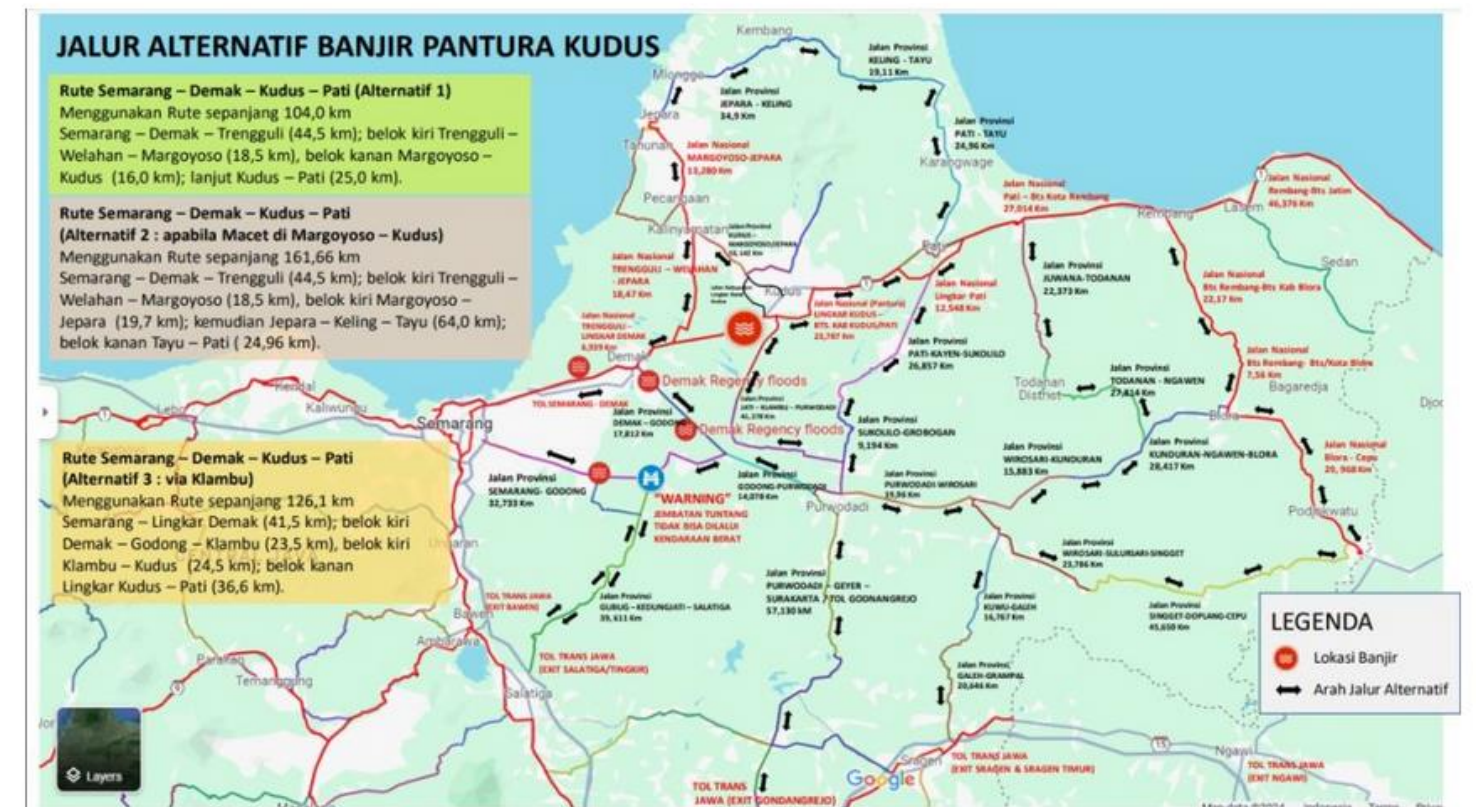 JALUR ALTERNATIF BANJIR PANTURA KUDUS
Rute Semarang – Demak – Kudus – Pati (Alternatif 1)
Menggunakan Rute sepanjang 104,0 km
Semarang – Demak – Trengguli (44,5 km); belok kiri Trengguli –
Welahan – Margoyoso (18,5 km), belok kanan Margoyoso –
Kudus (16,0 km); lanjut Kudus – Pati (25,0 km).
Rute Semarang – Demak – Kudus – Pati
(Alternatif 2 : apabila Macet di Margoyoso – Kudus)
Menggunakan Rute sepanjang 161,66 km
Semarang – Demak – Trengguli (44,5 km); belok kiri Trengguli –
Welahan – Margoyoso (18,5 km), belok kiri Margoyoso –
Jepara (19,7 km); kemudian Jepara – Keling – Tayu (64,0 km);
belok kanan Tayu – Pati ( 24,96 km).
Rute Semarang – Demak – Kudus – Pati
(Alternatif 3 : via Klambu)
Menggunakan Rute sepanjang 126,1 km
Semarang – Lingkar Demak (41,5 km); belok kiri
Demak – Godong – Klambu (23,5 km), belok kiri
Klambu – Kudus (24,5 km); belok kanan
Lingkar Kudus – Pati (36,6 km).
Kembang
Mlonggo
Jepara
Tahunan
Pecangaan
Kalinyamatan
Jalan Provinsi
KELING - TAYU
19,11 Km
Jalan Provinsi
JEPARA - KELING
34,9 Km
Jalan Provinsi
PATI - TAYU
24,96 Km
Karangwage
Jalan Nasional
MARGOYOSO-JEPARA
Jalan Nasional
Pati – Bts Kota Rembang
27,014 Km
Jalan Nasional
Rembang-Bts Jatim
46,376 Km
Rembang
Lasem
Sedan
Pati
Kudus
Jalan Provinsi
KUDUS –
MARGOYOSO/JEPARA
Jalan Nasional
TRENGGULI – WELAHAN
- JEPARA
18,47 Km
Jalan Nasional
TRENGGULI –
LINGKAR DEMAK
Jalan Nasional (Pantura)
LINGKAR KUDUS –
BTS. KAB KUDUS/PATI
Jalan Nasional
Lingkar Pati
12,548 Km
Jalan Provinsi
JUWANA-TODANAN
22,373 Km
Jalan Nasional
Bts Rembang-Bts Kab Blora
22,17 Km
Jalan Nasional
7,56 Km
Jalan Provinsi
PATI-KAYEN-SUKOLILO
26,857 Km
Jalan Provinsi
TODANAN - NGAWEN
27,814 Km
Todanan
District
Bagaredja
Blora
Demak
Demak Regency floods
Demak Regency floods
TOL SEMARANG - DEMAK
Kendal
Kaliwungu
Semarang
Jalan Provinsi
DEMAK – GODONG
17,812 Km
Jalan Provinsi
JATI – KLAMBU – PURWODADI
Jalan Provinsi
SUKOLILO-GROBOGAN
9,194 Km
Jalan Provinsi
WIROSARI-KUNDURAN
15,883 Km
Jalan Provinsi
KUNDURAN-NGAWEN-BLORA
28,417 Km
Jalan Nasional
Blora - Cepu
Jalan Provinsi
SEMARANG- GODONG
32,733 Km
"WARNING"
JEMBATAN TUNTANG
TIDAK BISA DILALUI
KENDARAAN BERAT
Jalan Provinsi
GODONG-PURWODADI
14,078 Km
Jalan Provinsi
PURWODADI WIROSARI
19,96 Km
Purwodadi
Jalan Provinsi
WIROSARI-SULURSARI-SINGGET
23,786 Km
Jalan Provinsi
PURWODADI – GEYER –
SURAKARTA / TOL GODNANGREJO
57,130 kM
Jalan Provinsi
KUWU-GALEH
16,767 Km
Jalan Provinsi
SINGGET-DOPLANG-CEPU
45,650 Km
Jalan Provinsi
GUBUG – KEDUNGJATI – SALATIGA
39,611 Km
TOL TRANS JAWA
(EXIT BAWEN)
Bawen
Ambarawa
Parakan
Temanggung
Salatiga
TOL TRANS JAWA
(EXIT SALATIGA/TINGKIR)
Jalan Provinsi
GALEH-GRAMPAL
20,646 Km
LEGENDA
Lokasi Banjir
Arah Jalur Alternatif
Layers
TOL TRANS
JAWA (EXIT GONDANGREJO)
Google
Sragen
TOL TRANS JAWA
(EXIT SRAGEN & SRAGEN TIMUR)
Ngawi
TOL TRANS JAWA
(EXIT NGAWI)